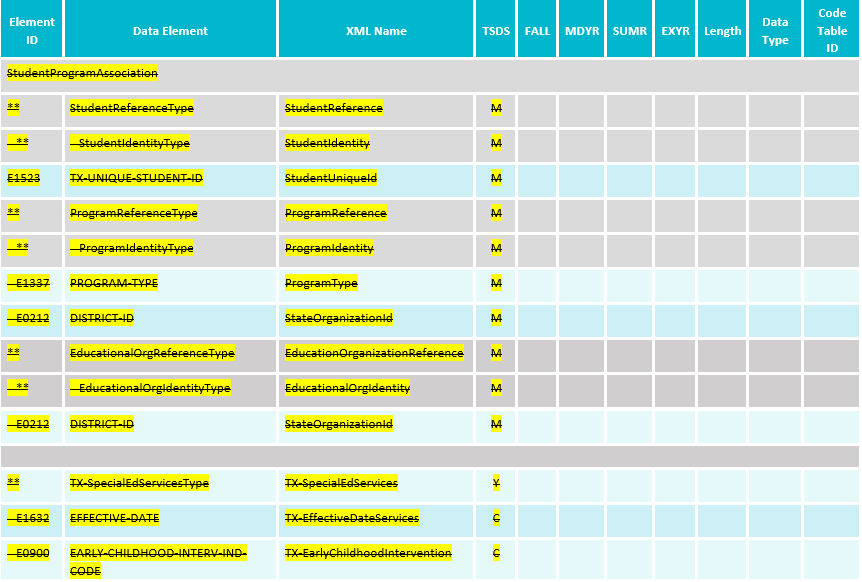 Element ID Data Element XML Name TSDS FALL MDYR SUMR EXYR Length Data Type Code Table ID
StudentProgramAssociation
** StudentReferenceType StudentReference M
** StudentIdentityType StudentIdentity M
E1523 TX-UNIQUE-STUDENT-ID StudentUniqueId M
** ProgramReferenceType ProgramReference M
** ProgramIdentityType ProgramIdentity M
E1337 PROGRAM-TYPE ProgramType M
E0212 DISTRICT-ID StateOrganizationId M
** EducationalOrgReferenceType EducationOrganizationReference M
** EducationalOrgIdentityType EducationalOrgIdentity M
E0212 DISTRICT-ID StateOrganizationId M
** TX-SpecialEdServicesType TX-SpecialEdServices Y
E1632 EFFECTIVE-DATE TX-EffectiveDateServices C
E0900 EARLY-CHILDHOOD-INTERV-IND- TX-EarlyChildhoodIntervention C
CODE